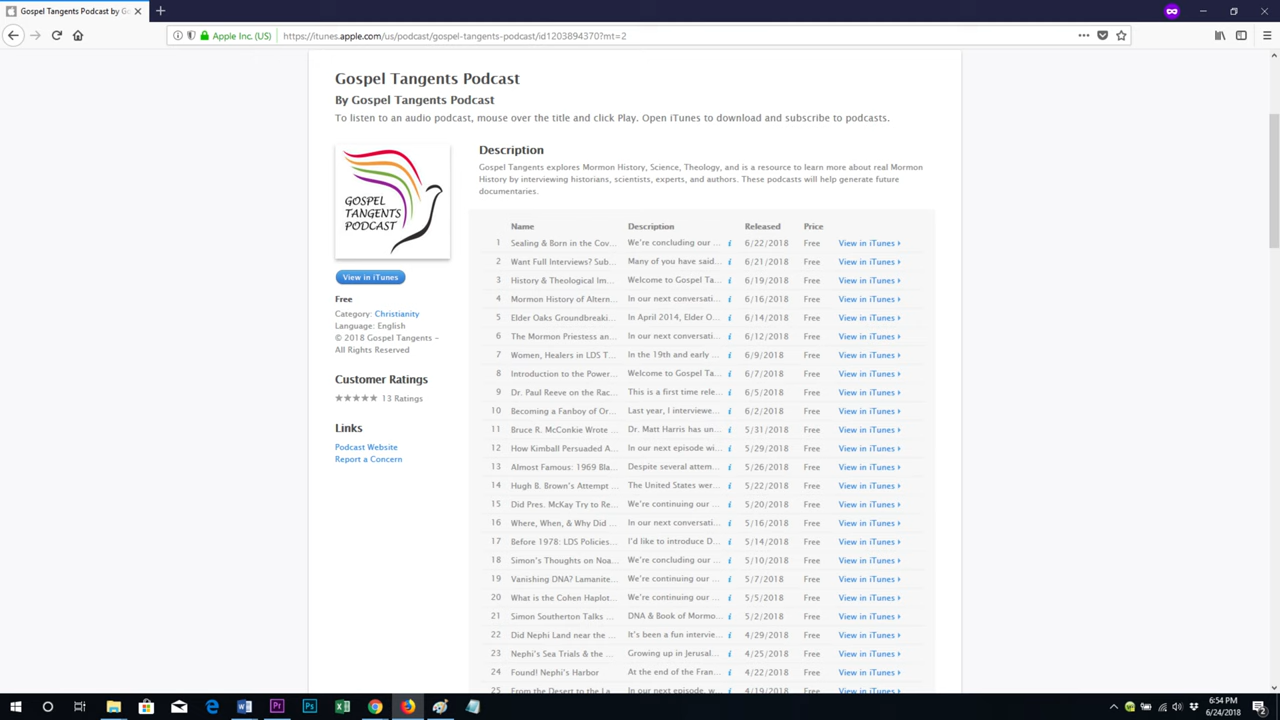 Gospel Tangents Podcast by Go
Apple Inc. (US)
https://itunes.apple.com/us/podcast/gospel-tangents-podcast/id1203894370?mt=2
Gospel Tangents Podcast
By Gospel Tangents Podcast
To listen to an audio podcast, mouse over the title and click Play. Open iTunes to download and subscribe to podcasts.
GOSPEL
TANGENTS
PODCAST
View in iTunes
Free
Category: Christianity
Language: English
© 2018 Gospel Tangents -
All Rights Reserved
Customer Ratings
★★★★★ 13 Ratings
Links
Podcast Website
Report a Concern
Description
Gospel Tangents explores Mormon History, Science, Theology, and is a resource to learn more about real Mormon
History by interviewing historians, scientists, experts, and authors. These podcasts will help generate future
documentaries.
Name Description Released Price
1 Sealing & Born in the Cov... We're concluding our ... i 6/22/2018 Free View in iTunes
2 Want Full Interviews? Sub... Many of you have said... i 6/21/2018 Free View in iTunes
3 History & Theological Im... Welcome to Gospel Ta... i 6/19/2018 Free View in iTunes
4 Mormon History of Altern... In our next conversati... i 6/16/2018 Free View in iTunes
5 Elder Oaks Groundbreaki... In April 2014, Elder O... i 6/14/2018 Free View in iTunes
6 The Mormon Priestess an... In our next conversati... i 6/12/2018 Free View in iTunes
7 Women, Healers in LDS T... In the 19th and early ... i 6/9/2018 Free View in iTunes
8 Introduction to the Power... Welcome to Gospel Ta... i 6/7/2018 Free View in iTunes
9 Dr. Paul Reeve on the Rac... This is a first time rele... i 6/5/2018 Free View in iTunes
10 Becoming a Fanboy of Or... Last year, I interviewe... i 6/2/2018 Free View in iTunes
11 Bruce R. McConkie Wrote ... Dr. Matt Harris has un... i 5/31/2018 Free View in iTunes
12 How Kimball Persuaded A... In our next episode wi... i 5/29/2018 Free View in iTunes
13 Almost Famous: 1969 Bla... Despite several attem... i 5/26/2018 Free View in iTunes
14 Hugh B. Brown's Attempt ... The United States wer... i 5/22/2018 Free View in iTunes
15 Did Pres. McKay Try to Re... We're continuing our ... i 5/20/2018 Free View in iTunes
16 Where, When, & Why Did ... In our next conversati... i 5/16/2018 Free View in iTunes
17 Before 1978: LDS Policies... I'd like to introduce D... i 5/14/2018 Free View in iTunes
18 Simon's Thoughts on Noa... We're concluding our ... i 5/10/2018 Free View in iTunes
19 Vanishing DNA? Lamanite... We're continuing our ... i 5/7/2018 Free View in iTunes
20 What is the Cohen Haplot... We're continuing our ... i 5/5/2018 Free View in iTunes
21 Simon Southerton Talks ... DNA & Book of Mormo... i 5/2/2018 Free View in iTunes
22 Did Nephi Land near the ... It's been a fun intervie... i 4/29/2018 Free View in iTunes
23 Nephi's Sea Trials & the ... Growing up in Jerusal... i 4/25/2018 Free View in iTunes
24 Found! Nephi's Harbor At the end of the Fran... i 4/22/2018 Free View in iTunes
25 From the Desert to the La... In our next episode, w... i 4/19/2018 Free View in iTunes
6:54 PM
6/24/2018
2